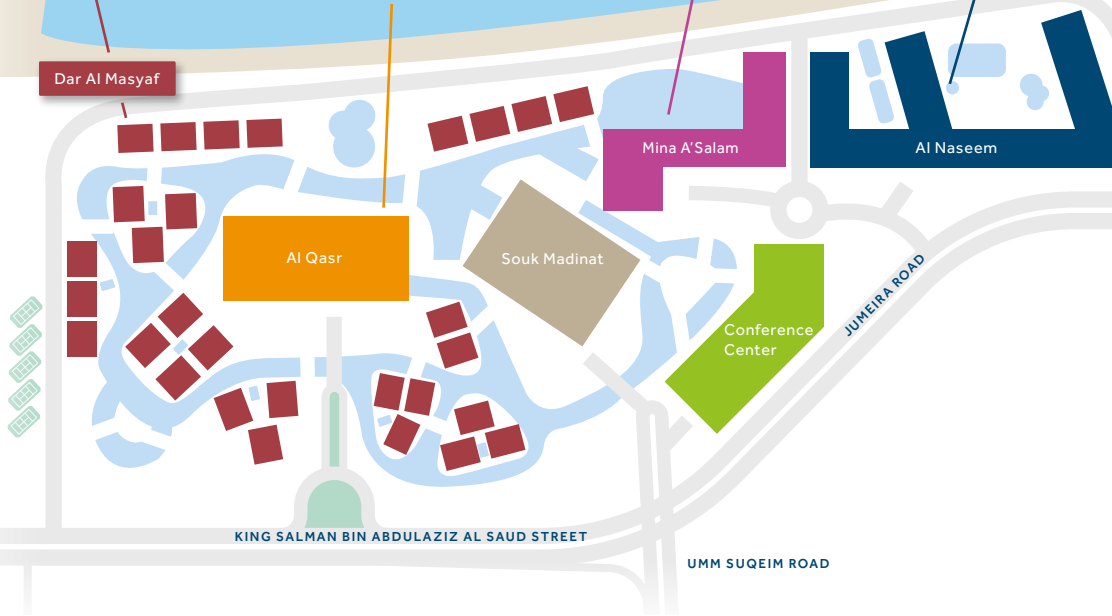 Dar Al Masyaf
Mina A'Salam
Al Naseem
Al Qasr
Souk Madinat
JUMEIRA ROAD
Conference
Center
KING SALMAN BIN ABDULAZIZ AL SAUD STREET
UMM SUQEIM ROAD